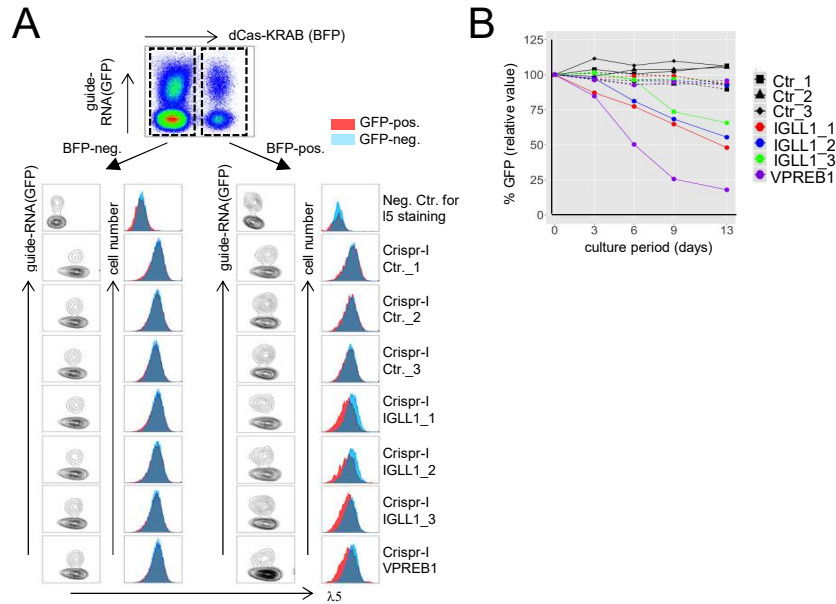 A
dCas-KRAB (BFP)
guide-
RNA(GFP)
GFP-pos.
GFP-neg.
BFP-neg.
BFP-pos.
guide-RNA(GFP)
cell number
guide-RNA(GFP)
cell number
Neg. Ctr. for
l5 staining
Crispr-I
Ctr._1
Crispr-I
Ctr._2
Crispr-I
Ctr._3
Crispr-I
IGLL1_1
Crispr-I
IGLL1_2
Crispr-I
IGLL1_3
Crispr-I
VPREB1
λ5
B
% GFP (relative value)
125
100
75
50
25
0
0 3 6 9 13
culture period (days)
Ctr_1
Ctr_2
Ctr_3
IGLL1_1
IGLL1_2
IGLL1_3
VPREB1